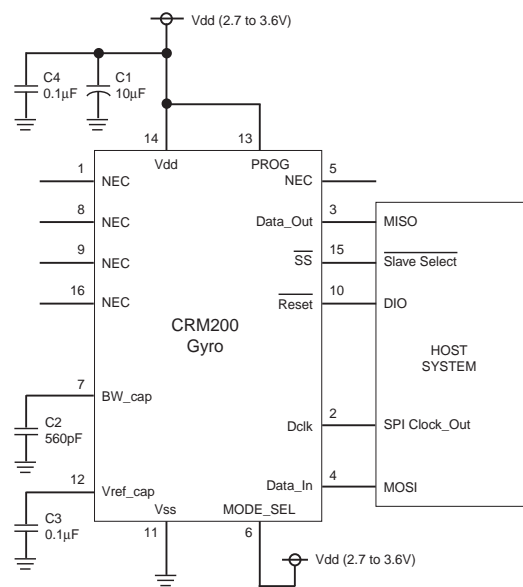 Vdd (2.7 to 3.6V)
C4
0.1µF
C1
10µF
14
13
Vdd
PROG
1
NEC
NEC
5
8
NEC
Data_Out
3
MISO
9
NEC
SS
15
Slave Select
16
NEC
Reset
10
DIO
CRM200
Gyro
HOST
SYSTEM
7
BW_cap
C2
560pF
Dclk
2
SPI Clock_Out
12
Vref_cap
Data_In
4
MOSI
C3
0.1µF
Vss
MODE_SEL
11
6
Vdd (2.7 to 3.6V)